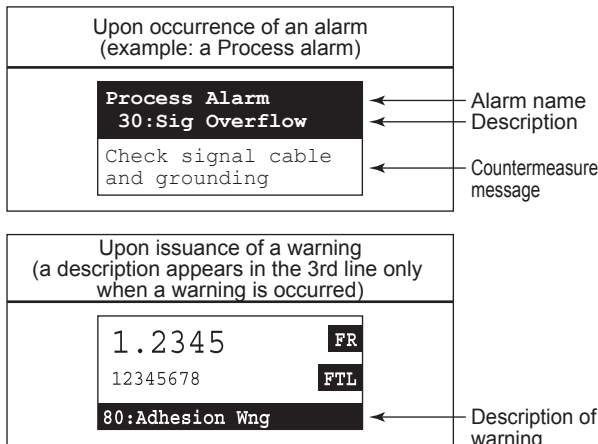 Upon occurrence of an alarm
(example: a Process alarm)
Process Alarm
30:Sig Overflow
Check signal cable
and grounding
Alarm name
Description
Countermeasure
message
Upon issuance of a warning
(a description appears in the 3rd line only
when a warning is occurred)
1.2345 FR
12345678 FTL
80:Adhesion Wng
Description of
warning